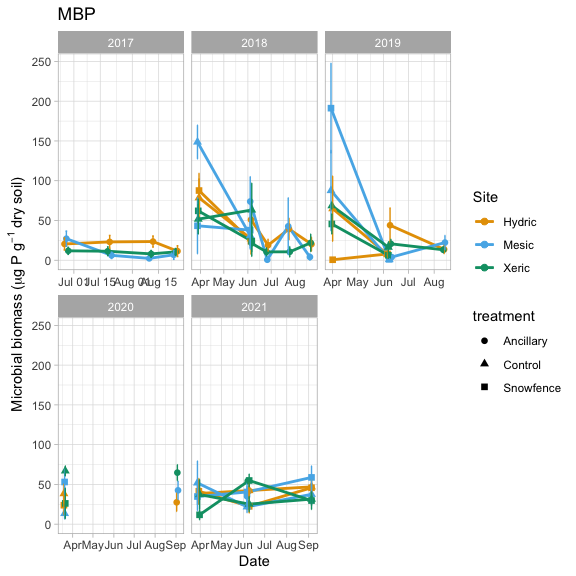 MBP
2017 2018 2019
250
200
150
100
50
0
Jul 01 Jul 15 Aug 01 Aug 15
Apr May Jun Jul Aug
Apr May Jun Jul Aug
2020 2021
250
200
150
100
50
0
Apr May Jun Jul Aug Sep
Apr May Jun Jul Aug Sep
Date
Microbial biomass (μg P g⁻¹ dry soil)
Site
Hydric
Mesic
Xeric
treatment
Ancillary
Control
Snowfence